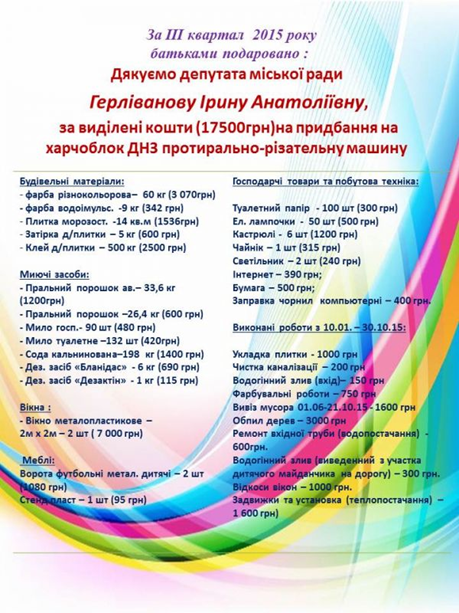 За III квартал 2015 року
батьками подаровано :
Дякуємо депутата міської ради
Герліванову Ірину Анатоліївну,
за виділені кошти (17500грн)на придбання на
харчоблок ДНЗ протирально-різательну машину
Будівельні матеріали:
- фарба різнокольорова– 60 кг (3 070грн)
- фарба водоімульс. -9 кг (342 грн)
- Плитка морозост. -14 кв.м (1536грн)
- Затірка д/плитки – 5 кг (600 грн)
- Клей д/плитки – 500 кг (2500 грн)
Миючі засоби:
- Пральний порошок ав.– 33,6 кг
(1200грн)
- Пральний порошок –26,4 кг (600 грн)
- Мило госп.- 90 шт (480 грн)
- Мило туалетне –132 шт (420грн)
- Сода кальнинована–198 кг (1400 грн)
- Дез. засіб «Бланідас» - 6 кг (690 грн)
- Дез. засіб «Дезактін» - 1 кг (115 грн)
Вікна :
- Вікно металопластикове –
2м х 2м – 2 шт ( 7 000 грн)
Меблі:
Ворота футбольні метал. дитячі – 2 шт
(1080 грн)
Стенд пласт – 1 шт (95 грн)
Господарчі товари та побутова техніка:
Туалетний папір - 100 шт (300 грн)
Ел. лампочки - 50 шт (500 грн)
Кастрюлі - 6 шт (1200 грн)
Чайнік – 1 шт (315 грн)
Светільник – 2 шт (240 грн)
Інтернет – 390 грн;
Бумага – 500 грн;
Заправка чорнил компьютерні – 400 грн.
Виконані роботи з 10.01. – 30.10.15:
Укладка плитки - 1000 грн
Чистка каналізації – 200 грн
Водогінний злив (вхід)– 150 грн
Фарбувальні роботи – 750 грн
Вивіз мусора 01.06-21.10.15 - 1600 грн
Обпил дерев – 3000 грн
Ремонт вхідної труби (водопостачання) -
600грн.
Водогінний злив (виведенний з участка
дитячого майданчика на дорогу) – 300 грн.
Відкоси вікон – 1000 грн.
Задвижки та установка (теплопостачання) –
1 600 грн)